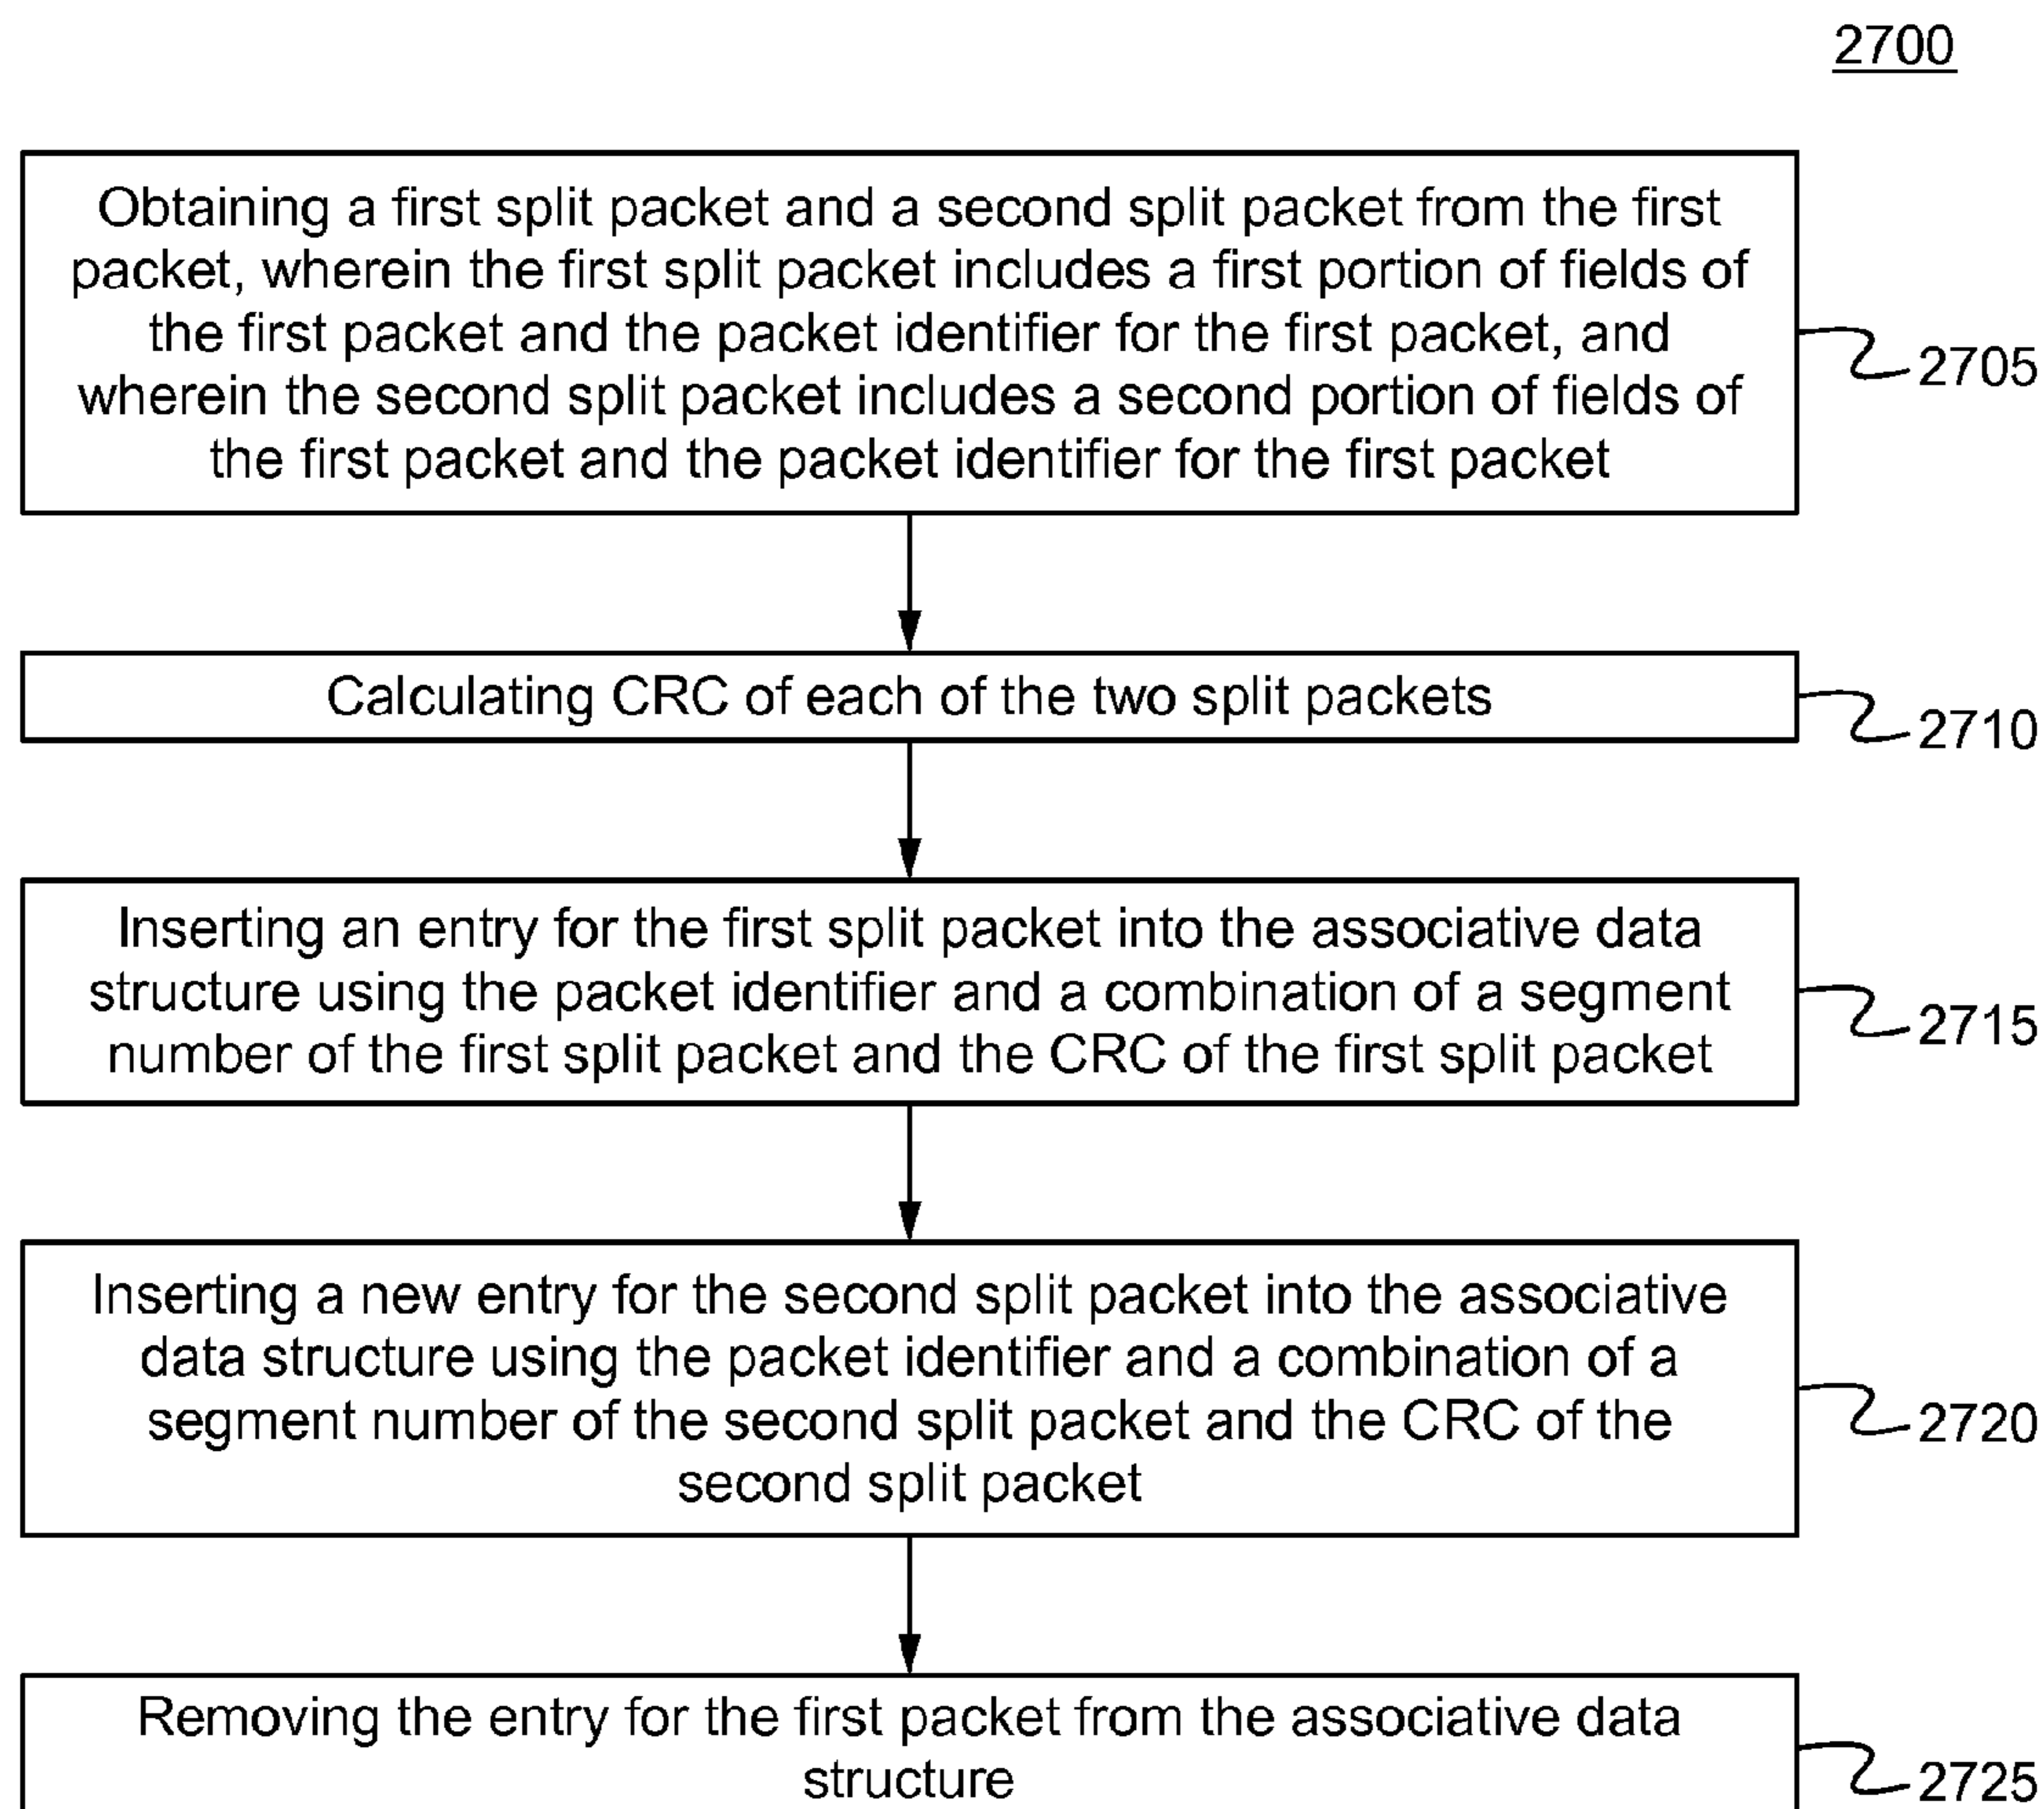 2700
Obtaining a first split packet and a second split packet from the first
packet, wherein the first split packet includes a first portion of fields of
the first packet and the packet identifier for the first packet, and
wherein the second split packet includes a second portion of fields of
the first packet and the packet identifier for the first packet
2705
Calculating CRC of each of the two split packets
2710
Inserting an entry for the first split packet into the associative data
structure using the packet identifier and a combination of a segment
number of the first split packet and the CRC of the first split packet
2715
Inserting a new entry for the second split packet into the associative
data structure using the packet identifier and a combination of a
segment number of the second split packet and the CRC of the
second split packet
2720
Removing the entry for the first packet from the associative data
structure
2725